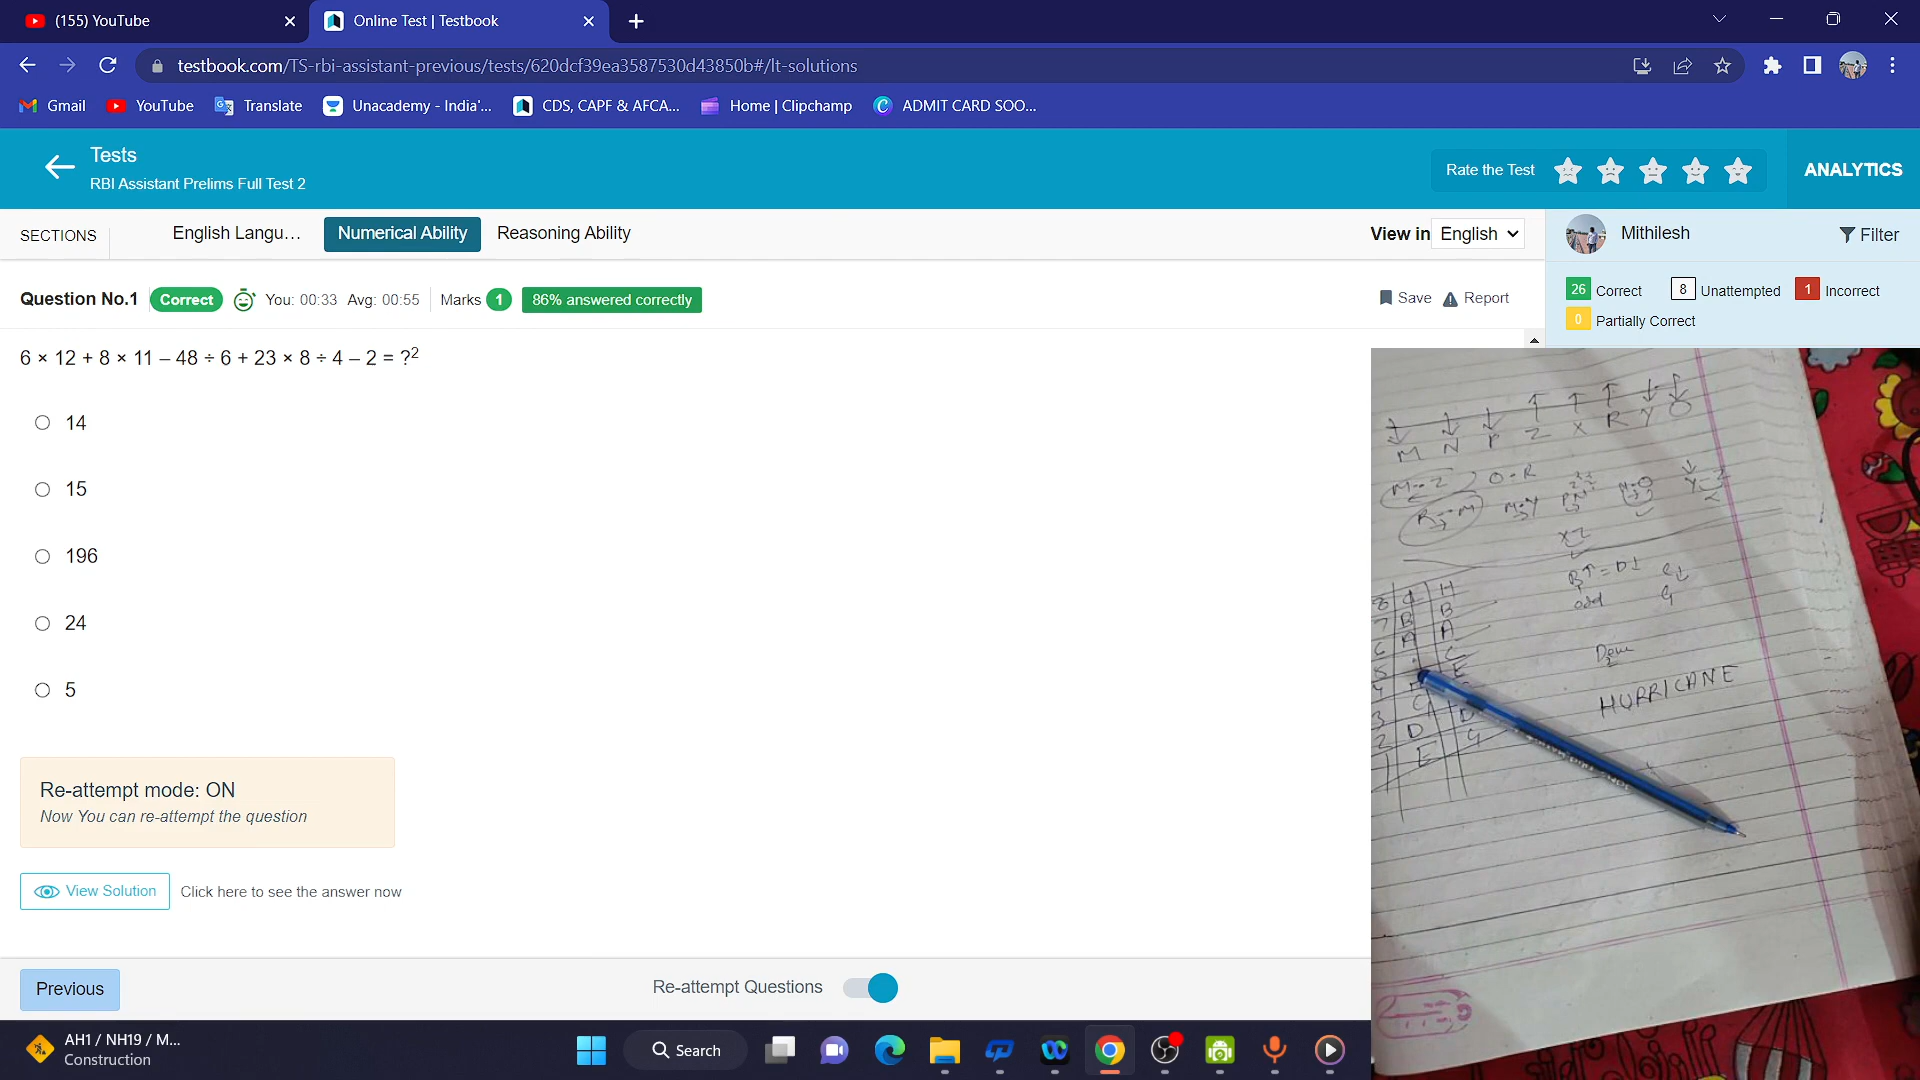 (155) YouTube
Online Test | Testbook
testbook.com/TS-rbi-assistant-previous/tests/620dcf39ea3587530d43850b#/lt-solutions
Gmail YouTube Translate Unacademy - India'... CDS, CAPF & AFCA... Home | Clipchamp ADMIT CARD SOO...
Tests
RBI Assistant Prelims Full Test 2
Rate the Test
ANALYTICS
SECTIONS English Langu... Numerical Ability Reasoning Ability
View in English
Mithilesh Filter
Question No.1 Correct You: 00:33 Avg: 00:55 Marks 1 86% answered correctly
Save Report
26 Correct 8 Unattempted 1 Incorrect
0 Partially Correct
6 × 12 + 8 × 11 – 48 ÷ 6 + 23 × 8 ÷ 4 – 2 = ?²
14
15
196
24
5
Re-attempt mode: ON
Now You can re-attempt the question
View Solution Click here to see the answer now
Previous
Re-attempt Questions
M N P Z X R Y O
HURRICANE
AH1 / NH19 / M...
Construction
Search